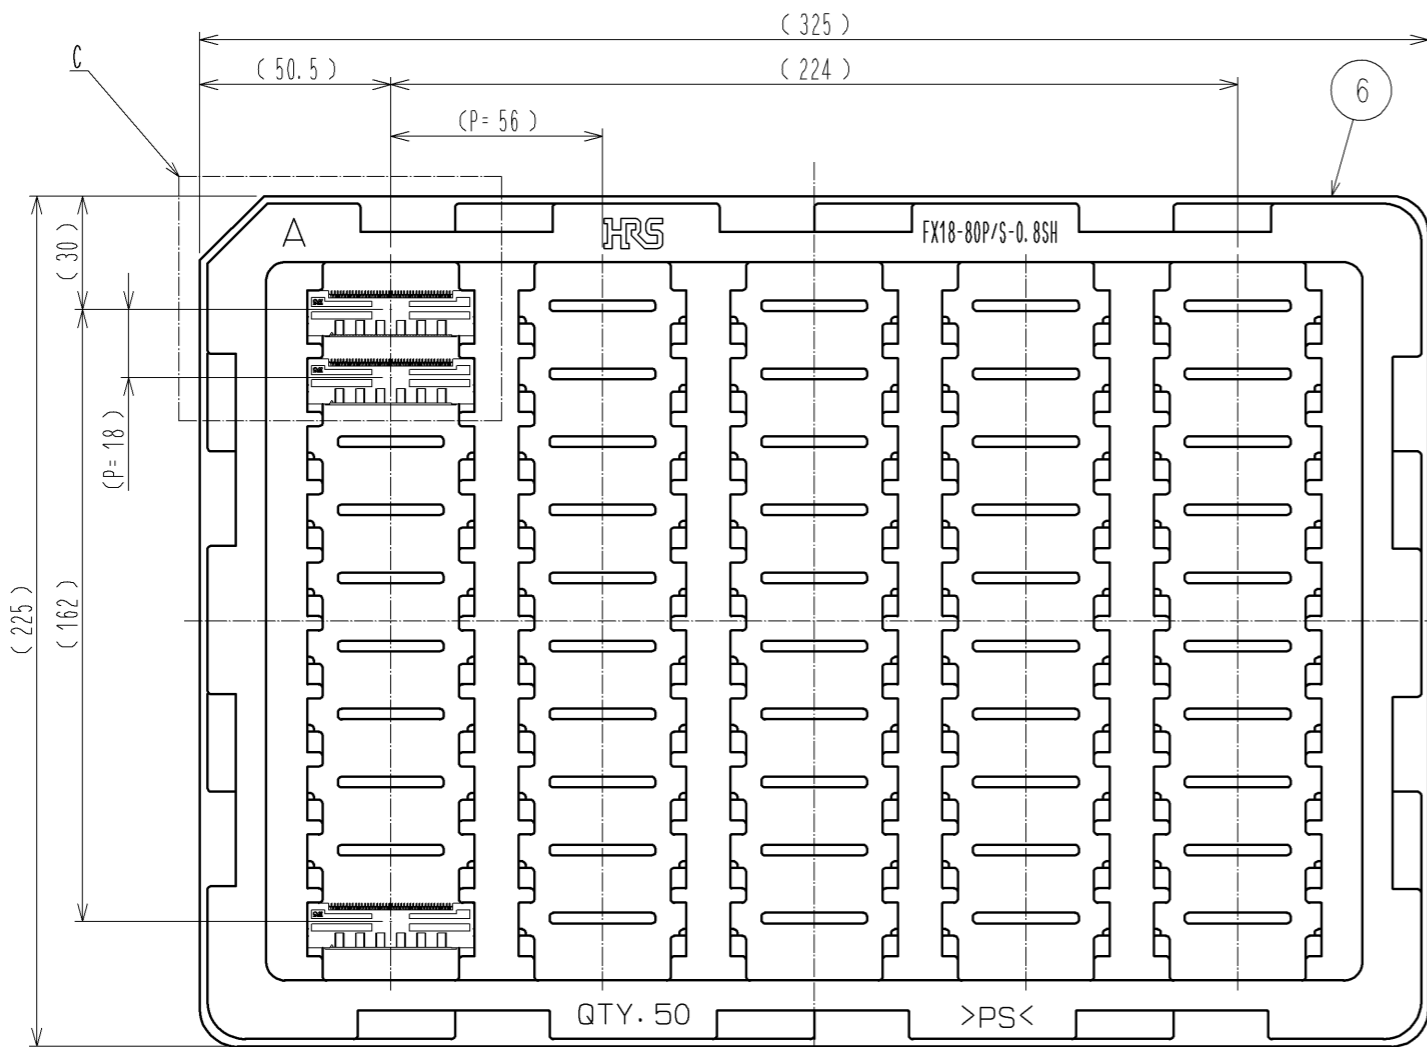 ( 325 )
C
( 50.5 )
( 224 )
6
(P= 56 )
A
HRS
FX18-80P/S-0.8SH
( 30 )
(P= 18 )
( 162 )
( 225 )
QTY.50
>PS<